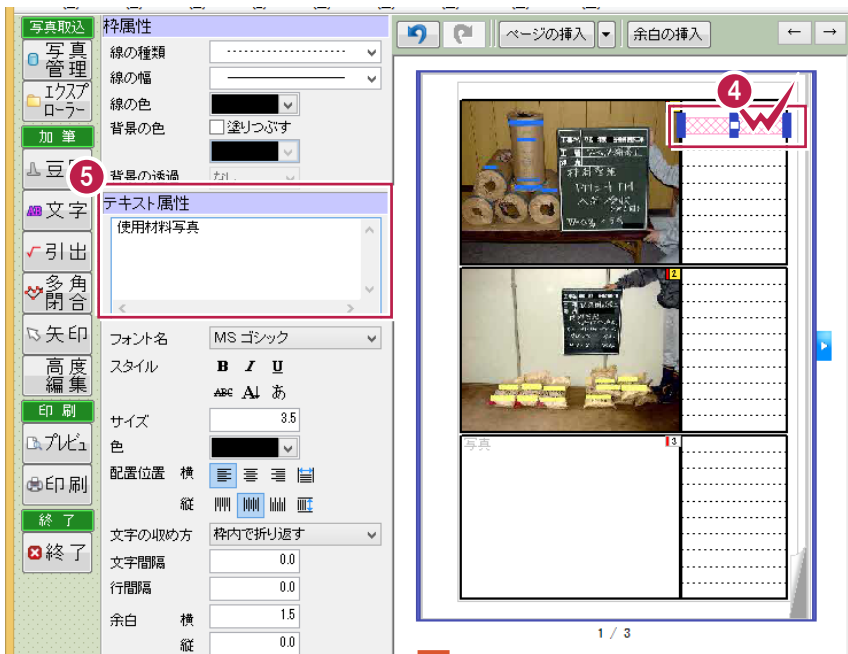 写真取込
写真
管理
エクスプ
ローラー
加 筆
豆
文字
引出
多角
閉合
矢印
高度
編集
印 刷
プレビュ
印刷
終 了
終了
枠属性
線の種類
線の幅
線の色
背景の色
塗りつぶす
背景の透過
なし
5
テキスト属性
使用材料写真
フォント名
MS ゴシック
スタイル
B I U
ABC A↓ あ
サイズ
3.5
色
配置位置 横
縦
文字の収め方
枠内で折り返す
文字間隔
0.0
行間隔
0.0
余白 横
1.5
縦
0.0
ページの挿入
余白の挿入
← →
4
2
写真
3
1 / 3